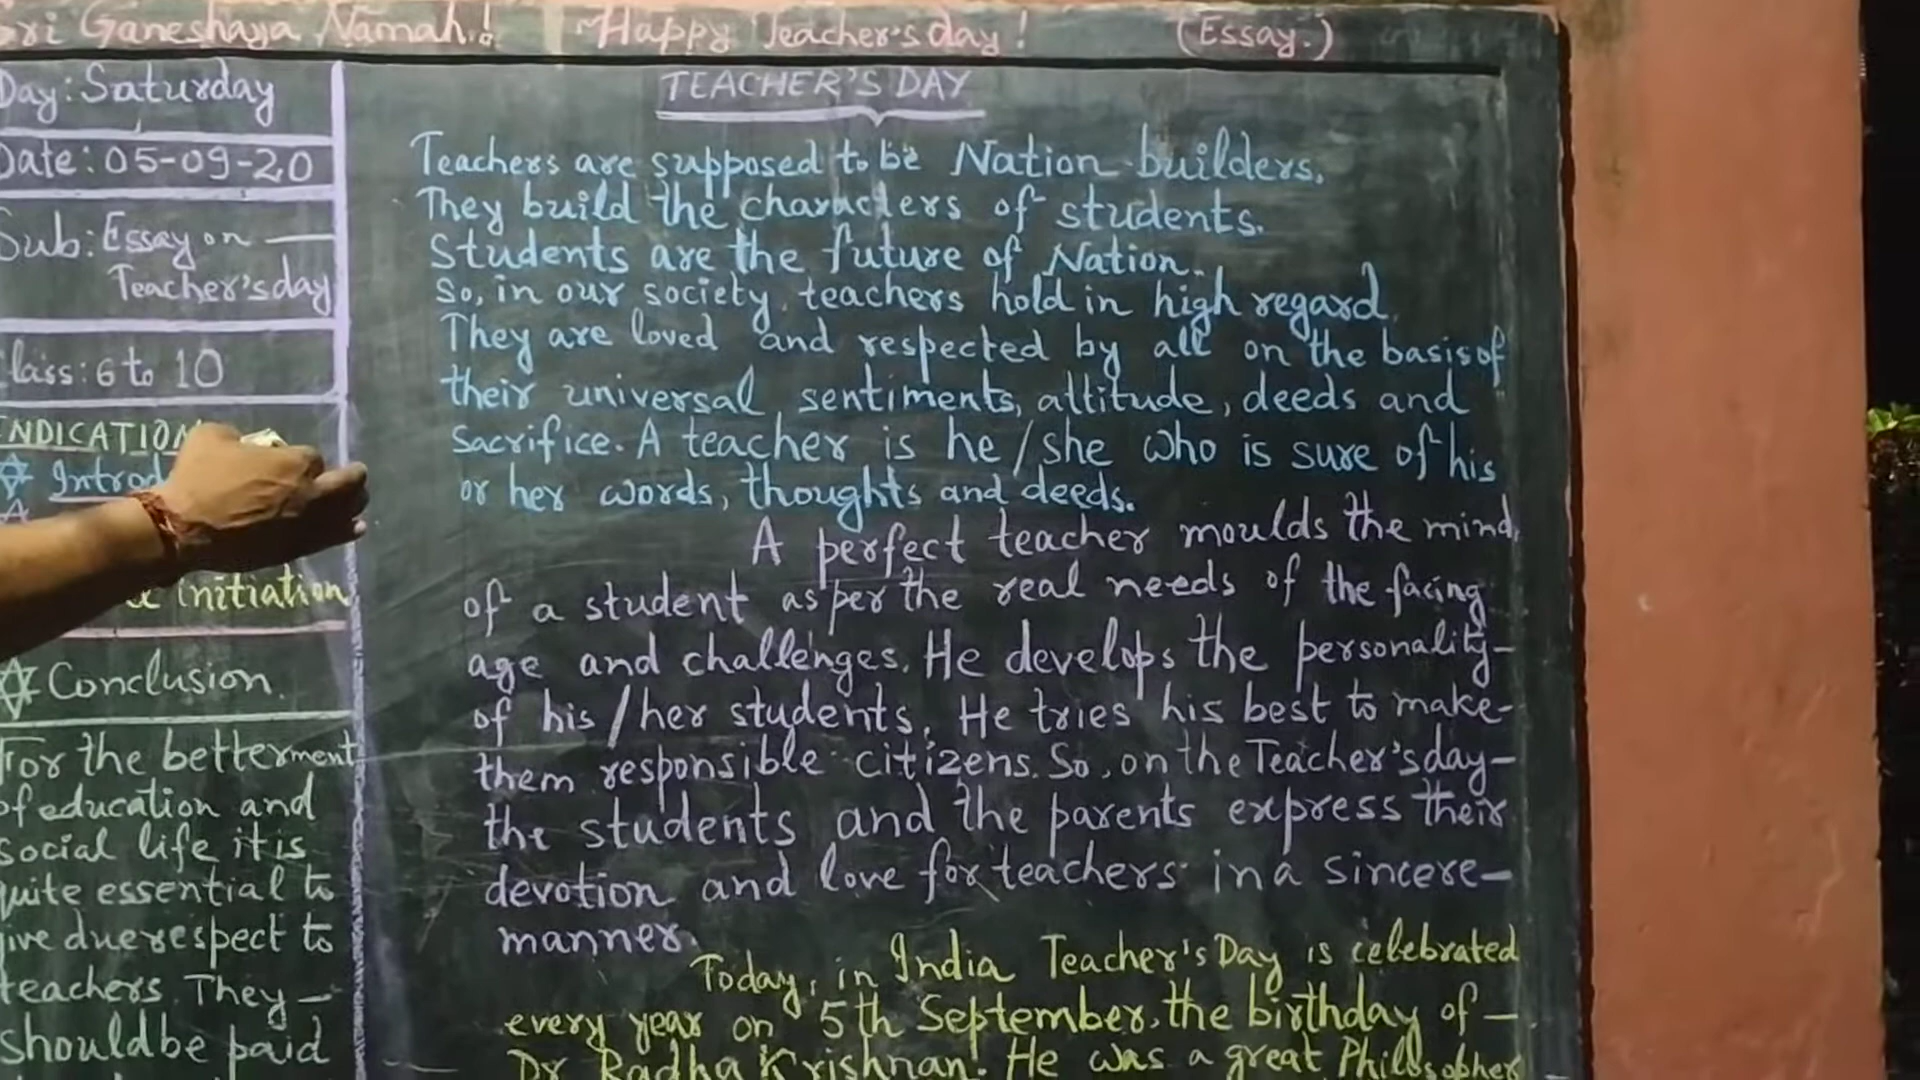 Sri Ganeshaya Namah! Happy Teacher's day! (Essay.)
Day: Saturday
Date: 05-09-20
Sub: Essay on —
Teacher's day
Class: 6 to 10
INDICATION
Introd
initiation
Conclusion.
For the betterment
of education and
social life it is
quite essential to
give due respect to
teachers. They —
should be paid
TEACHER'S DAY
Teachers are supposed to be Nation builders.
They build the characters of students.
Students are the future of Nation.
So, in our society, teachers hold in high regard.
They are loved and respected by all on the basis of
their universal sentiments, attitude, deeds and
sacrifice. A teacher is he/she who is sure of his
or her words, thoughts and deeds.
A perfect teacher moulds the mind
of a student as per the real needs of the facing
age and challenges. He develops the personality—
of his/her students. He tries his best to make—
them responsible citizens. So, on the Teacher's day—
the students and the parents express their
devotion and love for teachers in a sincere—
manner.
Today, in India Teacher's Day is celebrated
every year on 5th September, the birthday of —
Dr Radha Krishnan! He was a great Philosopher